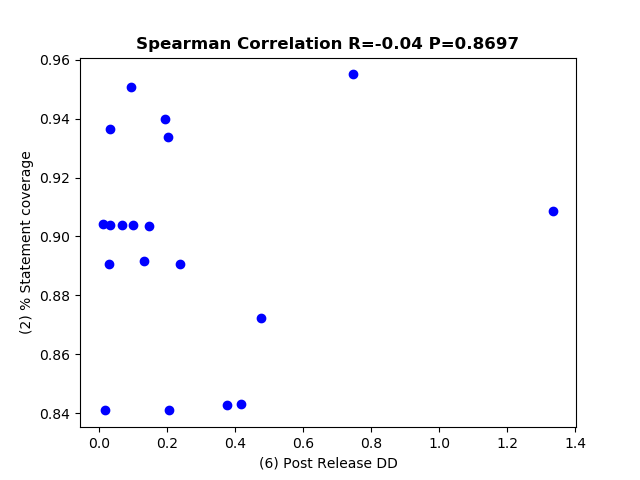 Spearman Correlation R=-0.04 P=0.8697
0.96
0.94
0.92
0.90
0.88
0.86
0.84
(2) % Statement coverage
0.0 0.2 0.4 0.6 0.8 1.0 1.2 1.4
(6) Post Release DD